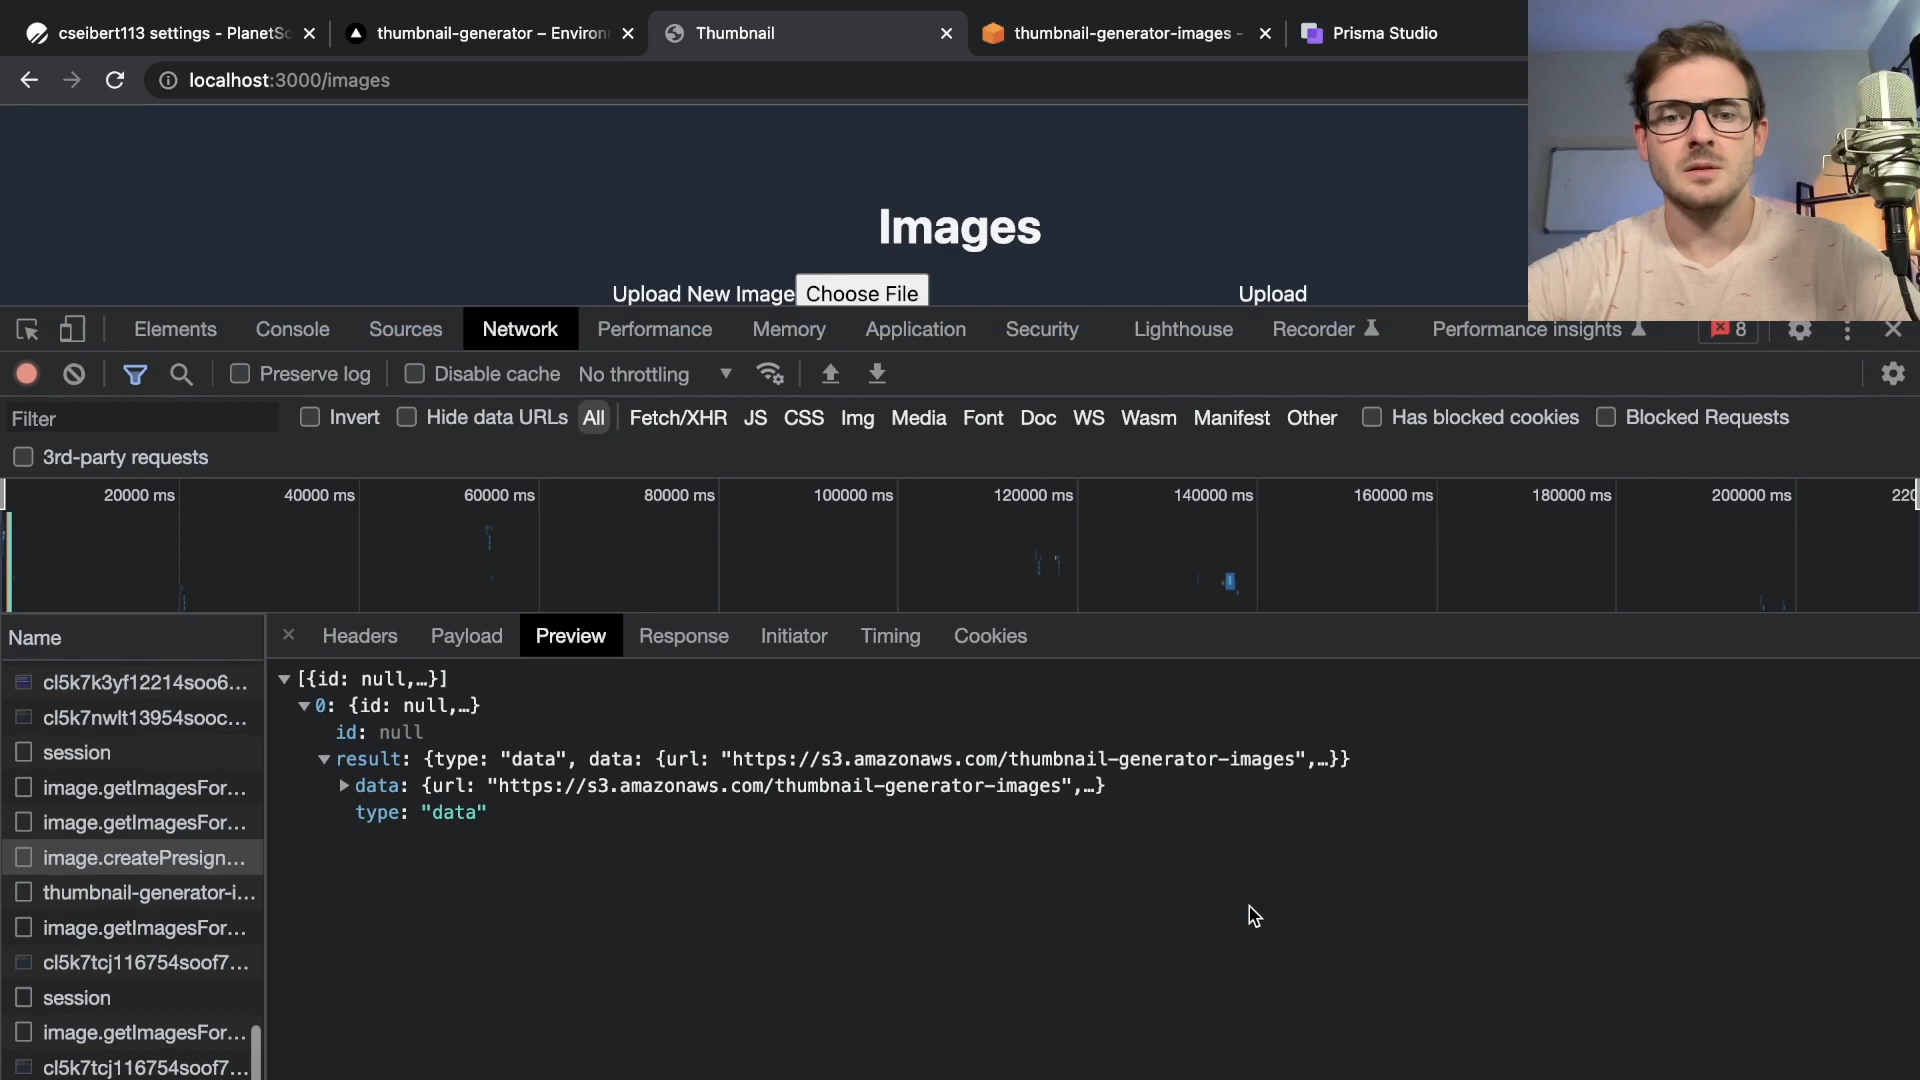 cseibert113 settings - PlanetSc
thumbnail-generator – Environ
Thumbnail
thumbnail-generator-images -
Prisma Studio
localhost:3000/images
Images
Upload New Image Choose File Upload
Elements Console Sources Network Performance Memory Application Security Lighthouse Recorder Performance insights 8
Preserve log Disable cache No throttling
Filter Invert Hide data URLs All Fetch/XHR JS CSS Img Media Font Doc WS Wasm Manifest Other Has blocked cookies Blocked Requests
3rd-party requests
20000 ms 40000 ms 60000 ms 80000 ms 100000 ms 120000 ms 140000 ms 160000 ms 180000 ms 200000 ms 220
Name
Headers Payload Preview Response Initiator Timing Cookies
cl5k7k3yf12214soo6...
cl5k7nwlt13954sooc...
session
image.getImagesFor...
image.getImagesFor...
image.createPresign...
thumbnail-generator-i...
image.getImagesFor...
cl5k7tcj116754soof7...
session
image.getImagesFor...
cl5k7tcj116754soof7...
[{id: null,…}]
0: {id: null,…}
id: null
result: {type: "data", data: {url: "https://s3.amazonaws.com/thumbnail-generator-images",…}}
data: {url: "https://s3.amazonaws.com/thumbnail-generator-images",…}
type: "data"